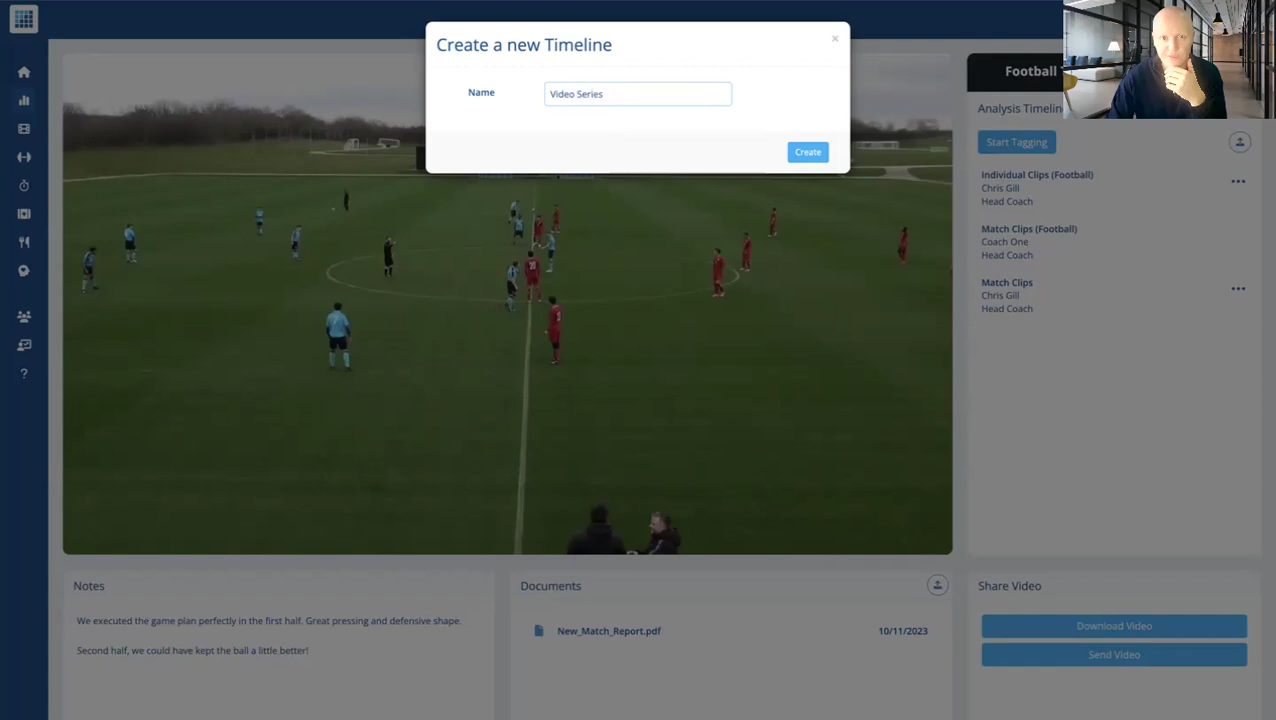 Create a new Timeline
×
Name
Video Series
Create
Football
Analysis Timelin
Start Tagging
Individual Clips (Football)
Chris Gill
Head Coach
Match Clips (Football)
Coach One
Head Coach
Match Clips
Chris Gill
Head Coach
Notes
We executed the game plan perfectly in the first half. Great pressing and defensive shape.
Second half, we could have kept the ball a little better!
Documents
New_Match_Report.pdf 10/11/2023
Share Video
Download Video
Send Video
?